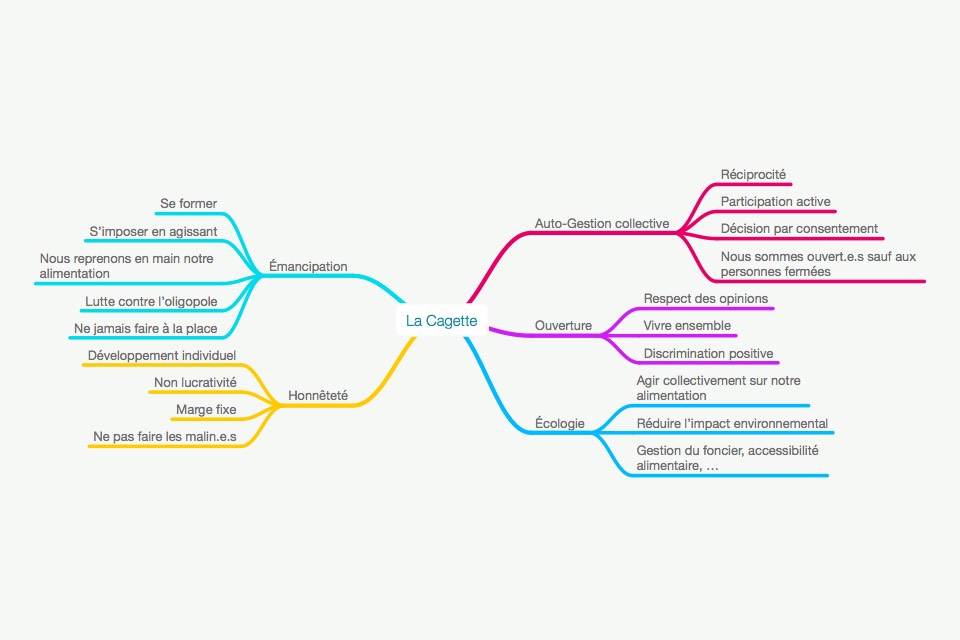 La Cagette
Auto-Gestion collective
Réciprocité
Participation active
Décision par consentement
Nous sommes ouvert.e.s sauf aux
personnes fermées
Ouverture
Respect des opinions
Vivre ensemble
Discrimination positive
Écologie
Agir collectivement sur notre
alimentation
Réduire l'impact environnemental
Gestion du foncier, accessibilité
alimentaire, …
Émancipation
Se former
S'imposer en agissant
Nous reprenons en main notre
alimentation
Lutte contre l'oligopole
Ne jamais faire à la place
Honnêteté
Développement individuel
Non lucrativité
Marge fixe
Ne pas faire les malin.e.s